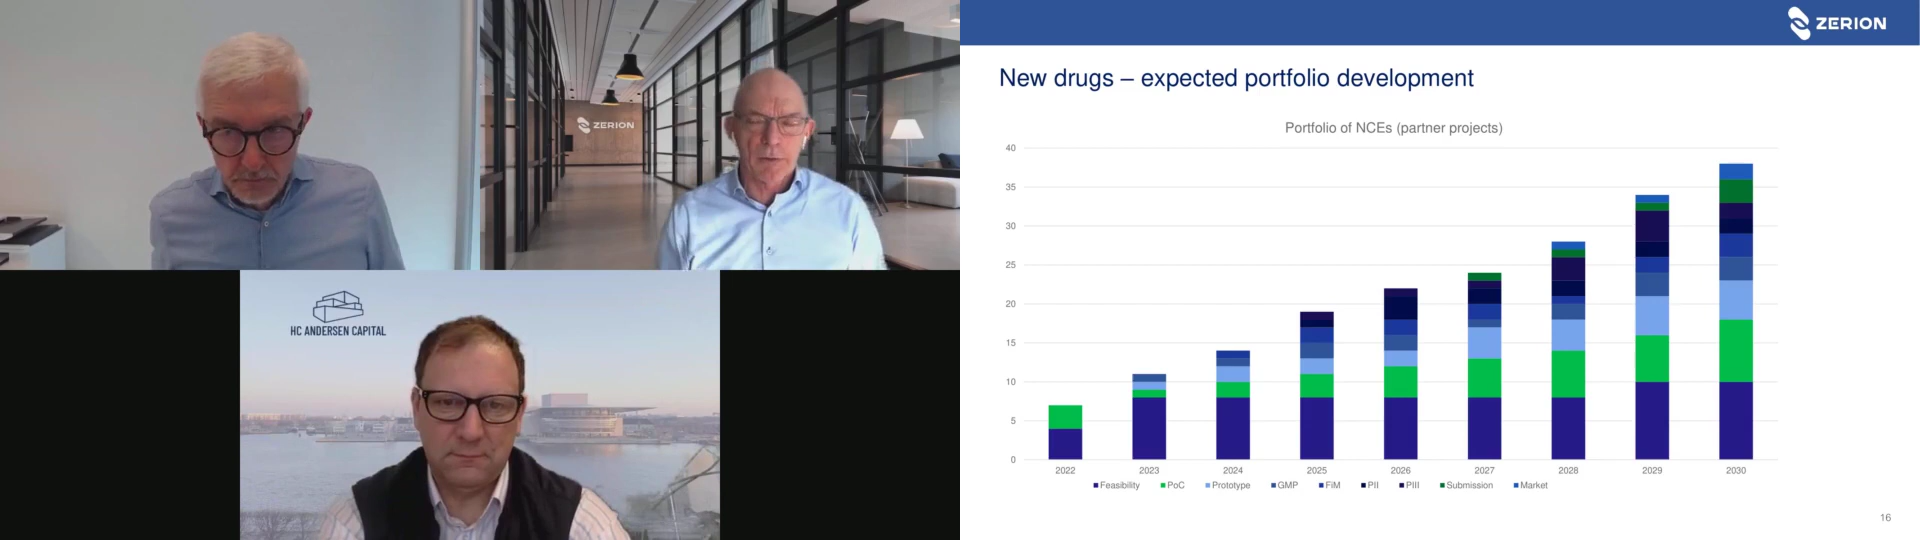 ZERION
HC ANDERSEN CAPITAL
ZERION
New drugs – expected portfolio development
Portfolio of NCEs (partner projects)
40
35
30
25
20
15
10
5
0
2022 2023 2024 2025 2026 2027 2028 2029 2030
Feasibility PoC Prototype GMP FiM PII PIII Submission Market
16